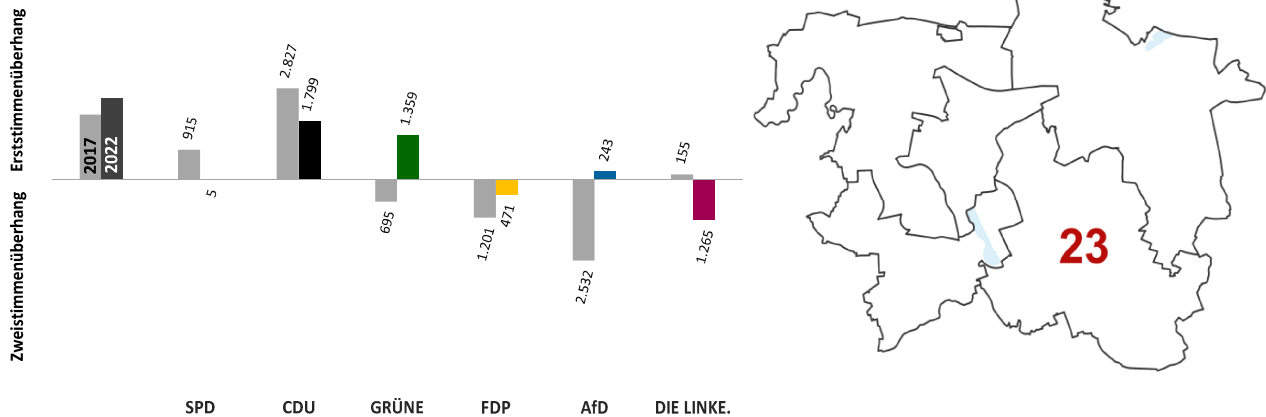 Erststimmenüberhang
Zweistimmenüberhang
2017
2022
915
5
2.827
1.799
695
1.359
1.201
471
2.532
243
155
1.265
SPD
CDU
GRÜNE
FDP
AfD
DIE LINKE.
23